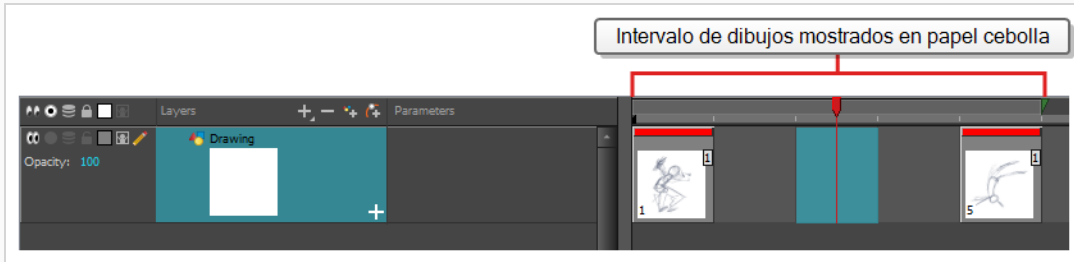 Intervalo de dibujos mostrados en papel cebolla
Layers
Parameters
Drawing
Opacity: 100
1
1
1
5